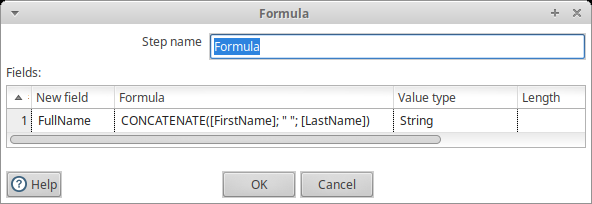 Formula
Step name Formula
Fields:
New field Formula Value type Length
1 FullName CONCATENATE([FirstName]; " "; [LastName]) String
Help OK Cancel